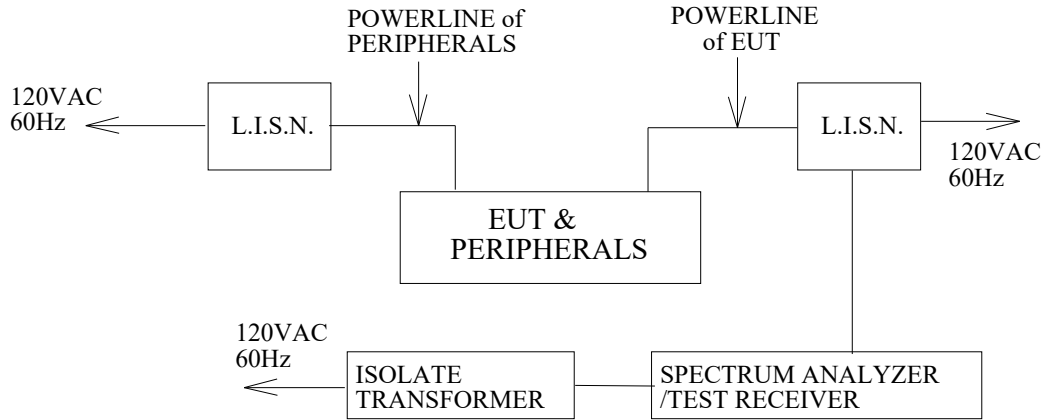 POWERLINE of
PERIPHERALS
POWERLINE
of EUT
120VAC
60Hz
L.I.S.N.
L.I.S.N.
120VAC
60Hz
EUT &
PERIPHERALS
120VAC
60Hz
ISOLATE
TRANSFORMER
SPECTRUM ANALYZER
/TEST RECEIVER